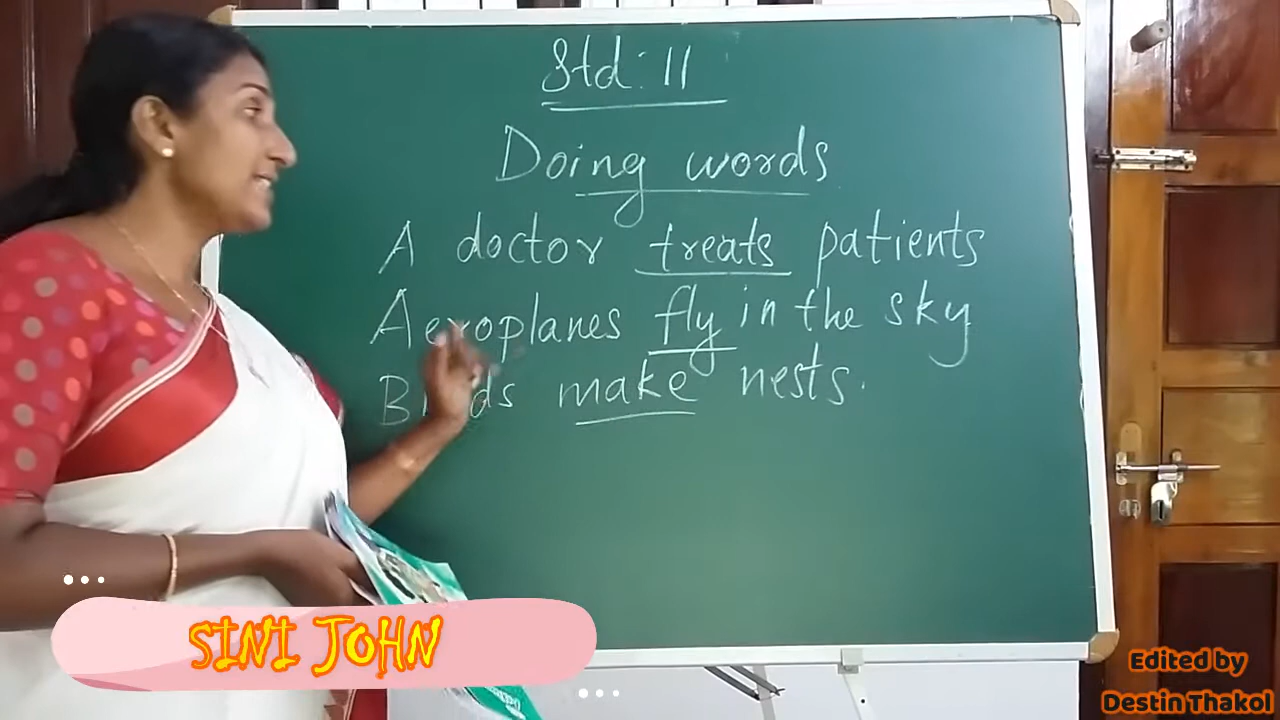 Std: II
Doing words
A doctor treats patients
Aeroplanes fly in the sky
Birds make nests.
SINI JOHN
Edited by
Destin Thakol